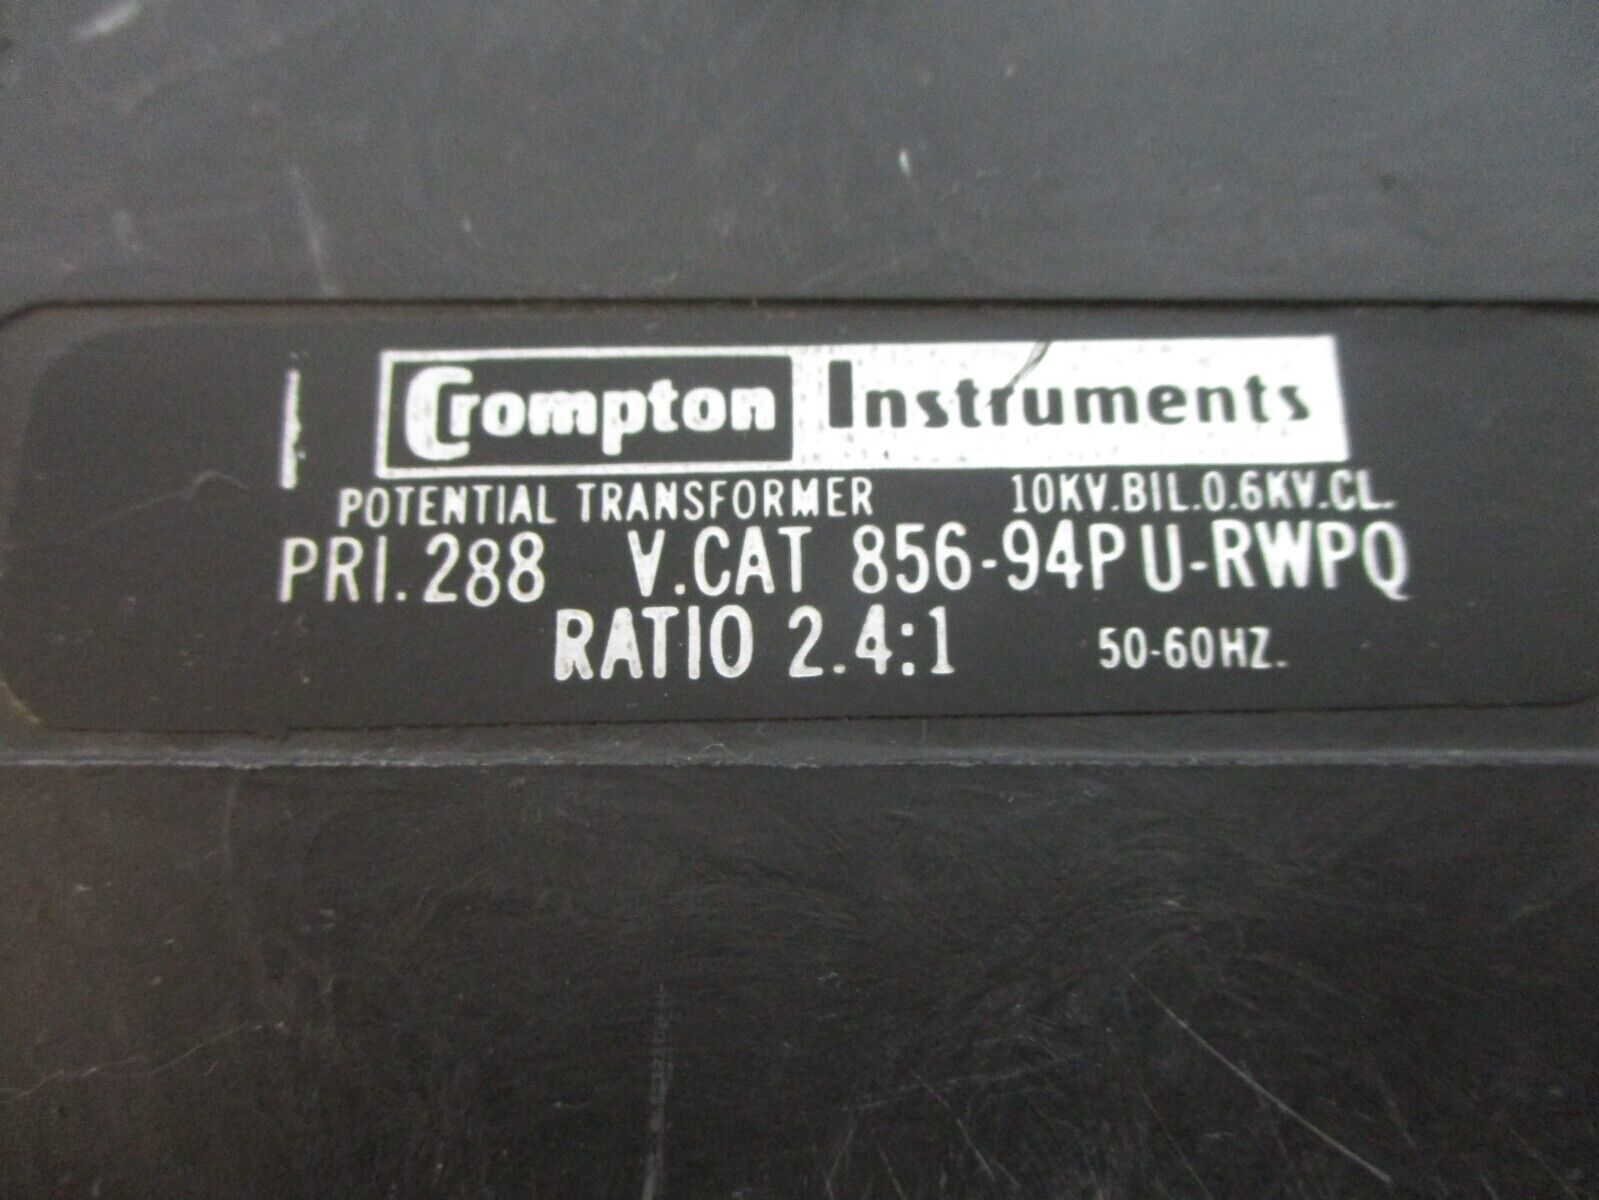 Crompton Instruments
POTENTIAL TRANSFORMER 10KV.BIL.0.6KV.CL.
PRI.288 V.CAT 856-94PU-RWPQ
RATIO 2.4:1 50-60HZ.